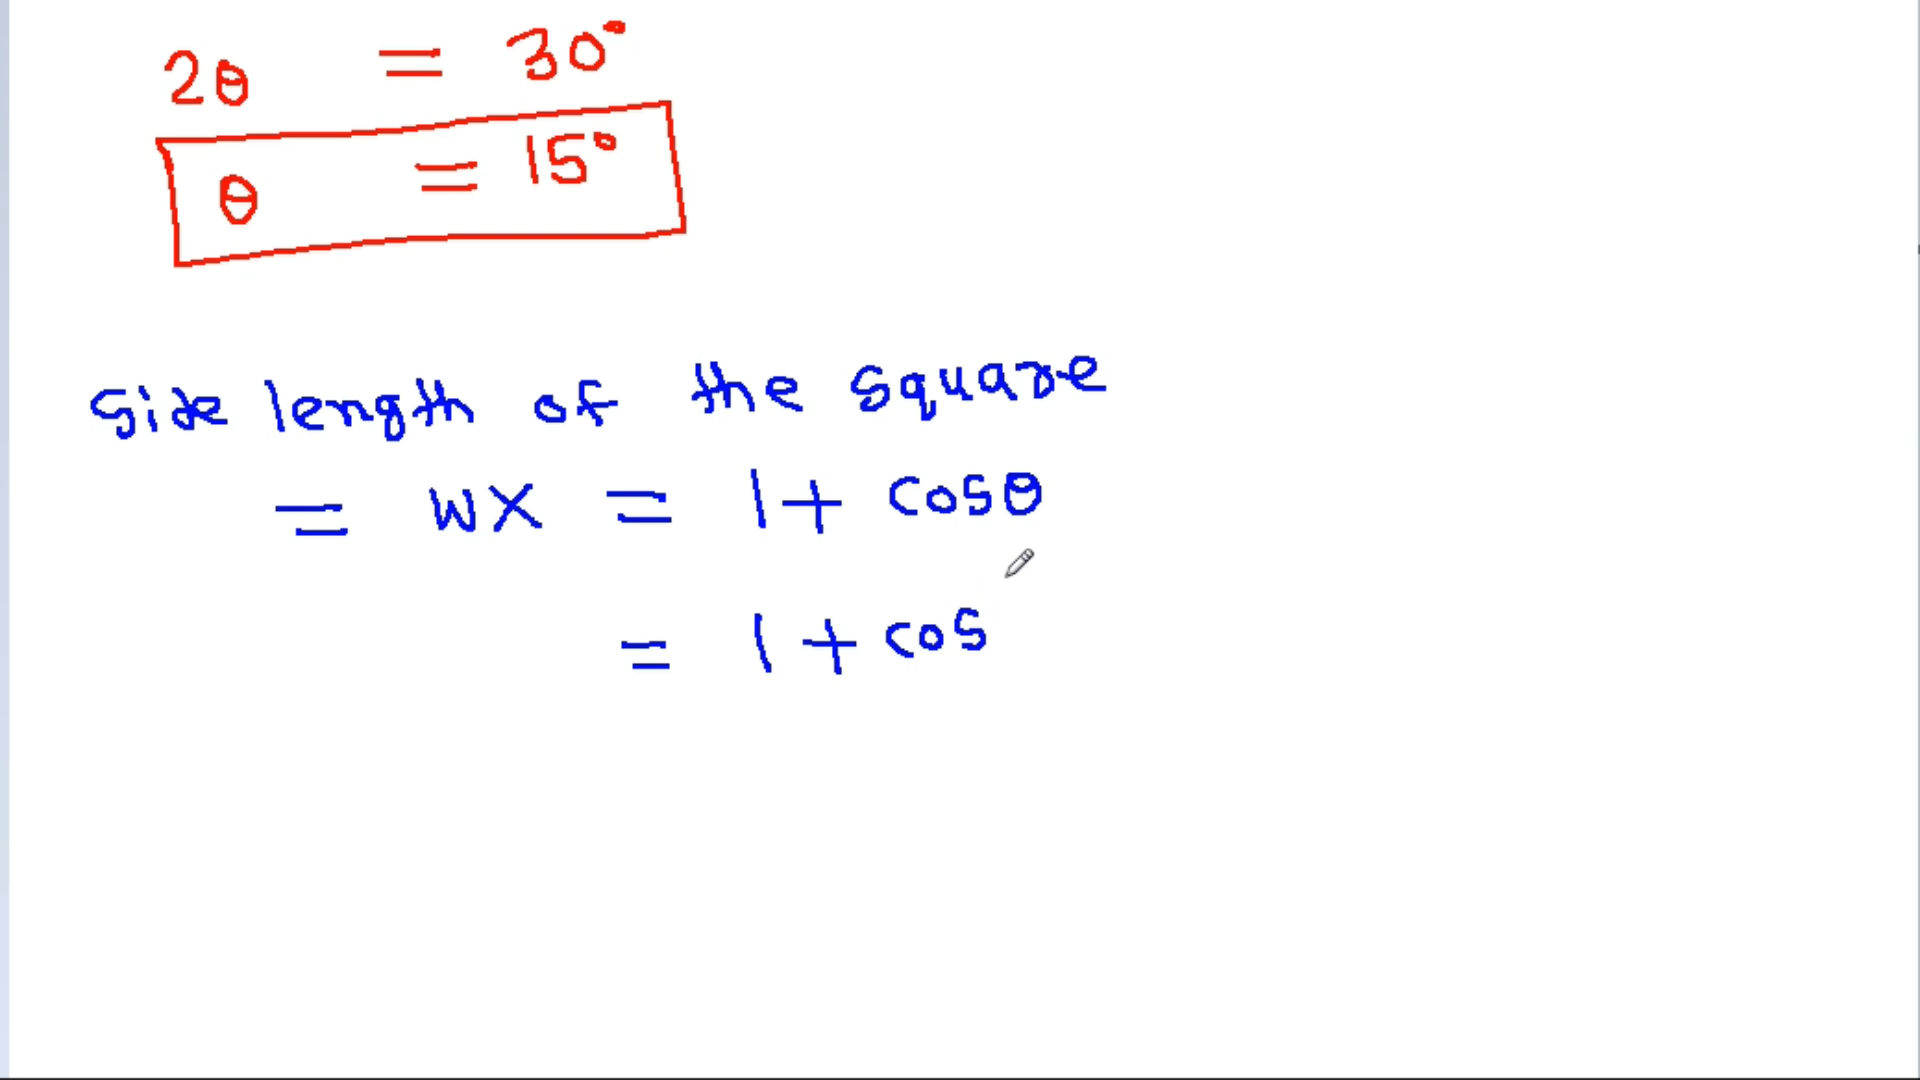 2θ = 30°
θ = 15°
Side length of the square
= WX = 1 + cosθ
= 1 + cos